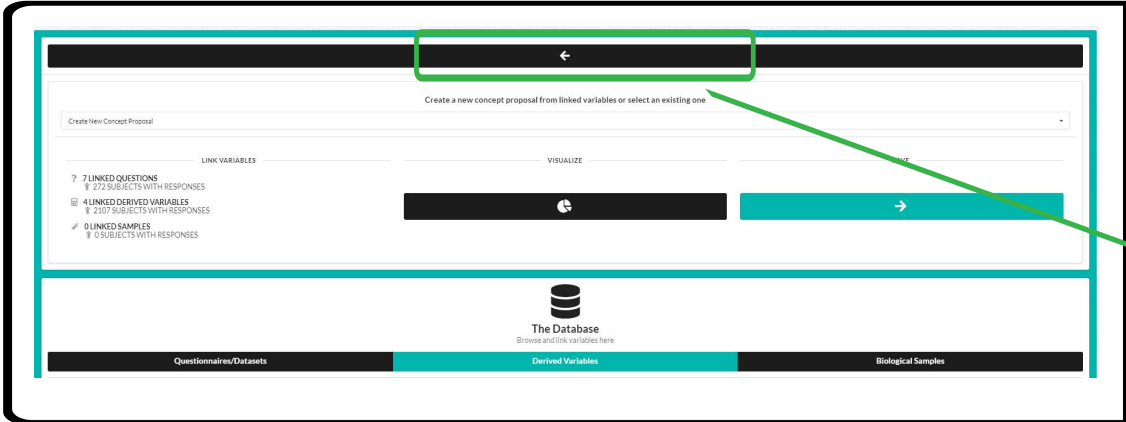 Create a new concept proposal from linked variables or select an existing one
Create New Concept Proposal
LINK VARIABLES
VISUALIZE
? 7 LINKED QUESTIONS
272 SUBJECTS WITH RESPONSES
4 LINKED DERIVED VARIABLES
2107 SUBJECTS WITH RESPONSES
0 LINKED SAMPLES
0 SUBJECTS WITH RESPONSES
The Database
Browse and link variables here
Questionnaires/Datasets
Derived Variables
Biological Samples